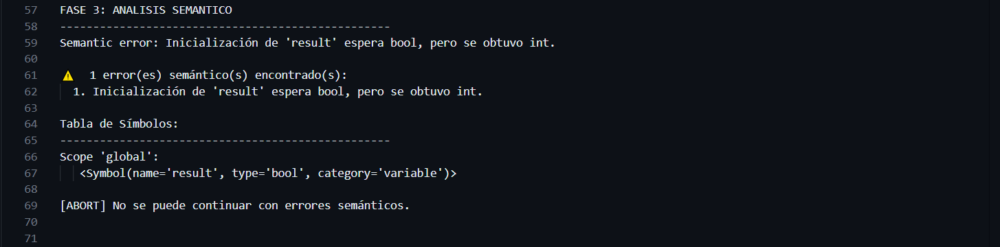 57 FASE 3: ANALISIS SEMANTICO
58 --------------------------------------------------
59 Semantic error: Inicialización de 'result' espera bool, pero se obtuvo int.
60
61 ⚠ 1 error(es) semántico(s) encontrado(s):
62 1. Inicialización de 'result' espera bool, pero se obtuvo int.
63
64 Tabla de Símbolos:
65 --------------------------------------------------
66 Scope 'global':
67 <Symbol(name='result', type='bool', category='variable')>
68
69 [ABORT] No se puede continuar con errores semánticos.
70
71